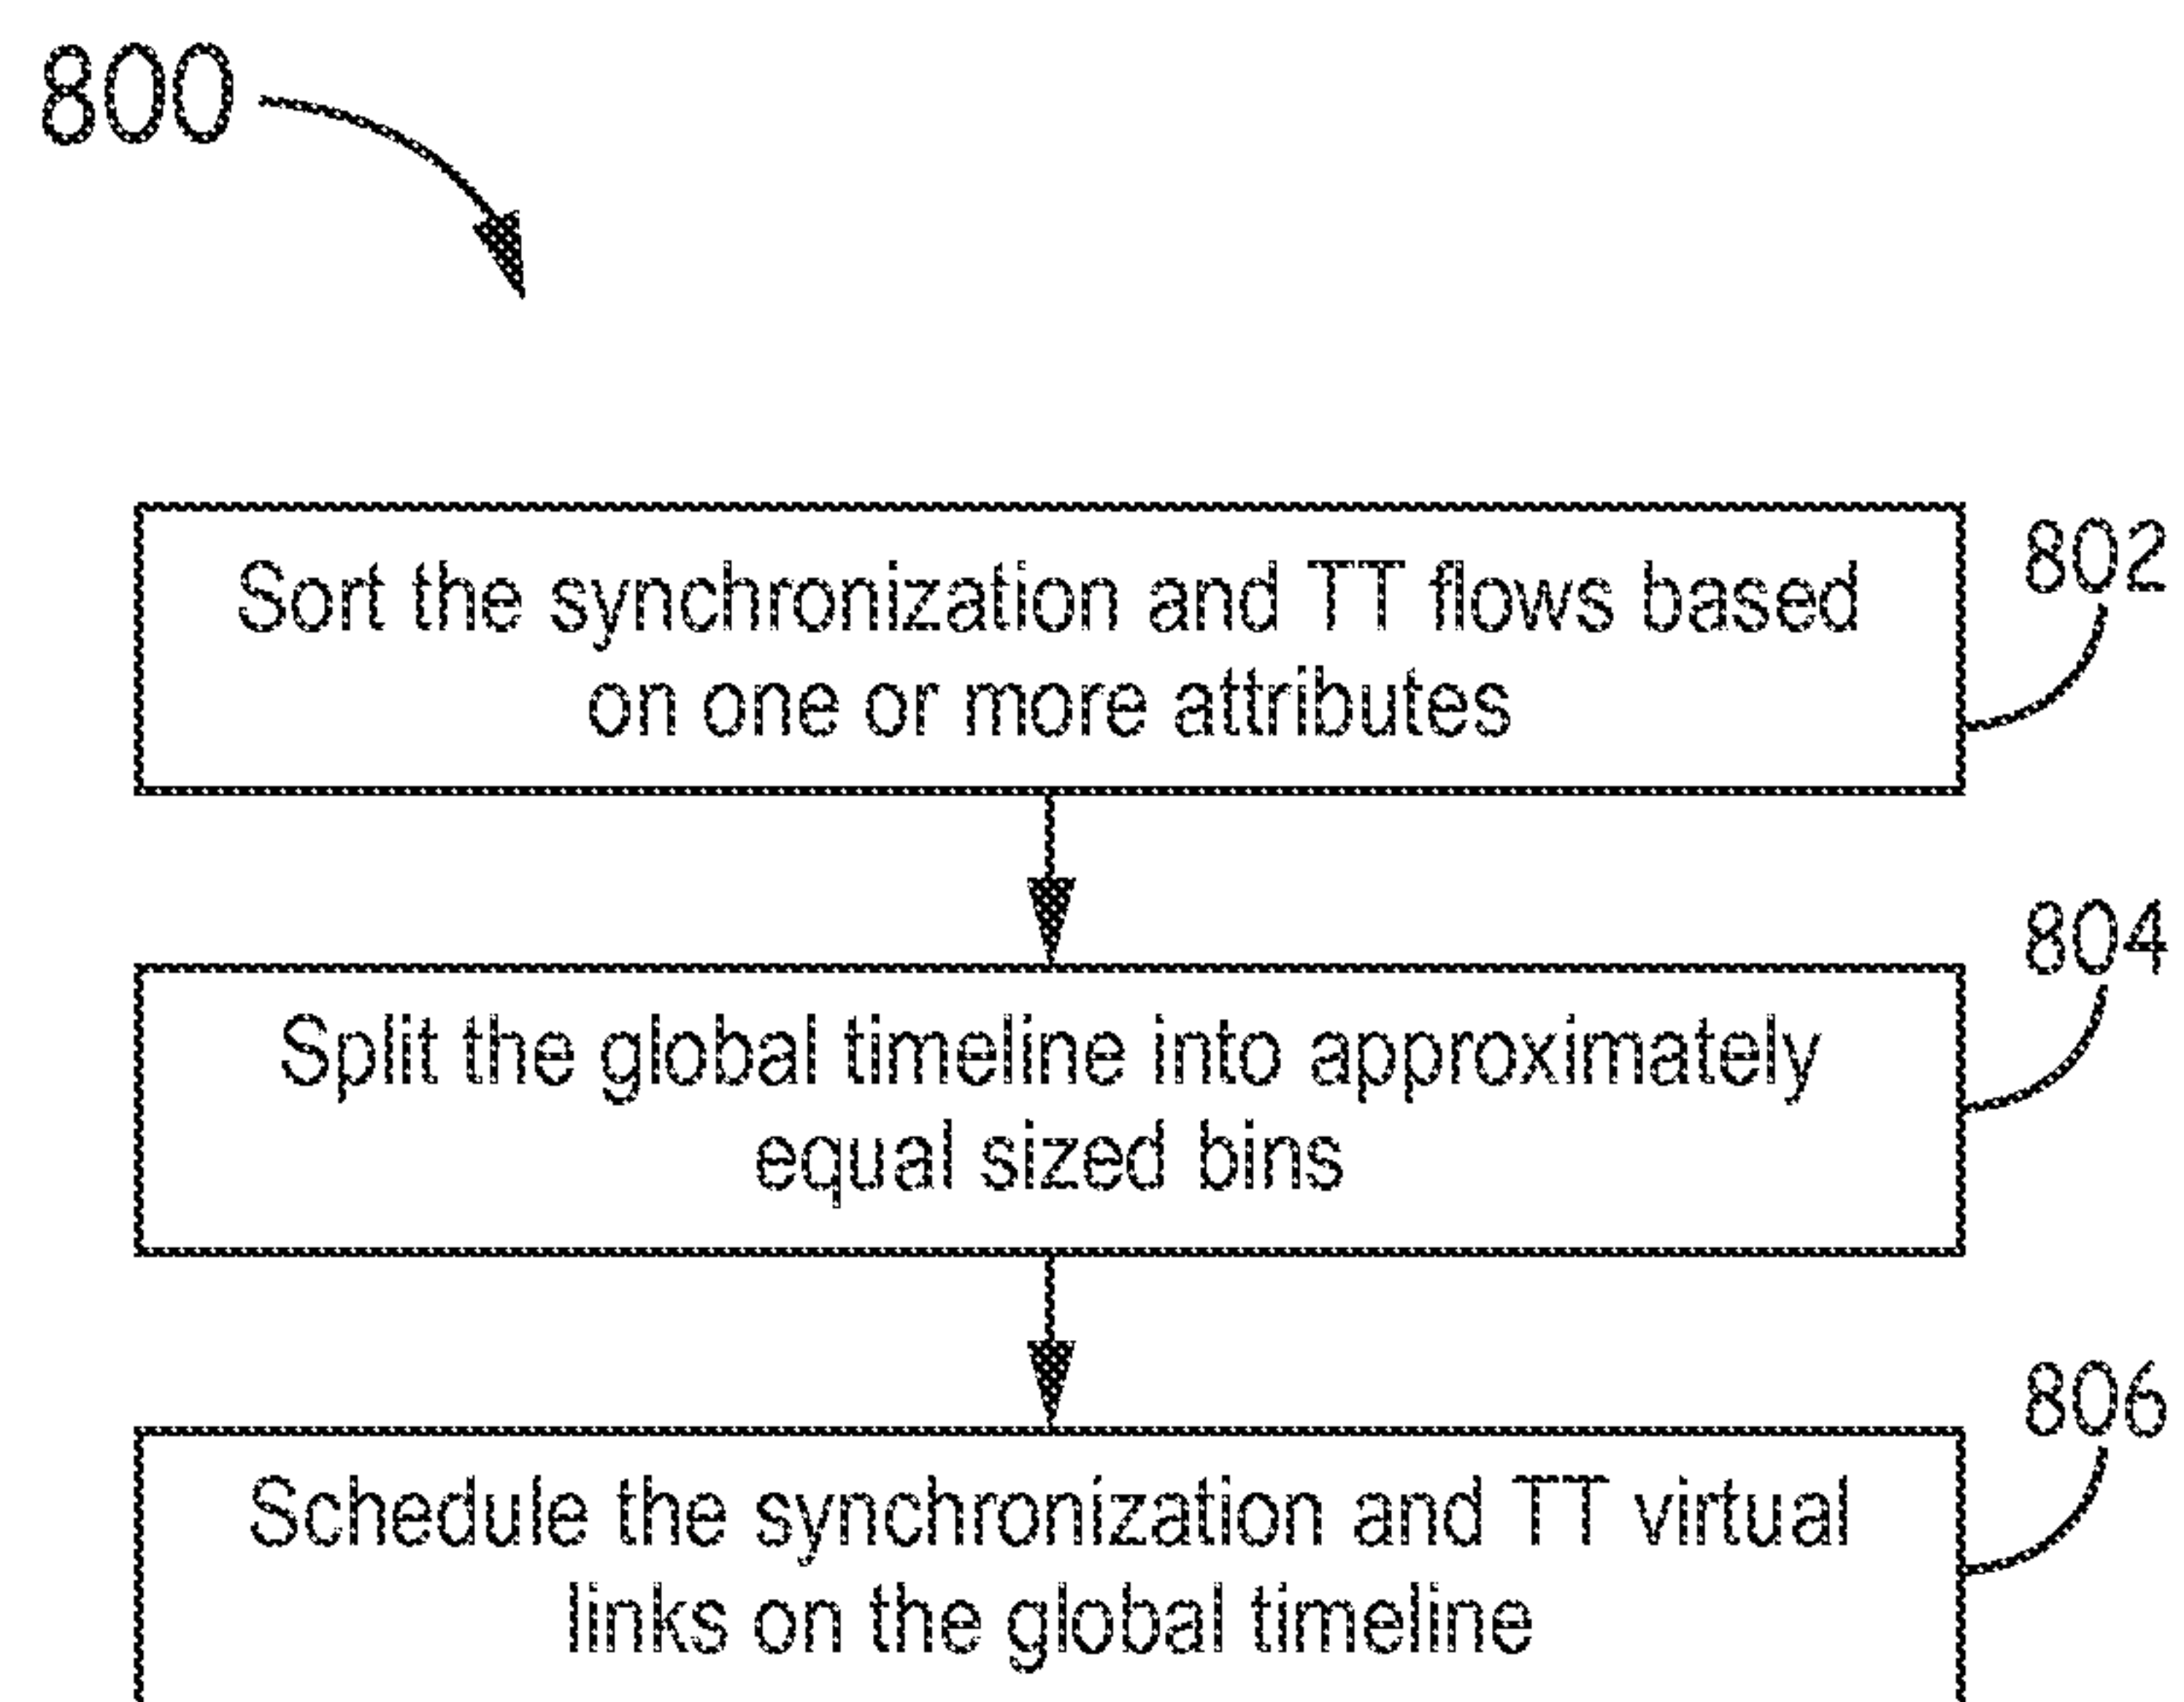 800
Sort the synchronization and TT flows based
on one or more attributes
802
Split the global timeline into approximately
equal sized bins
804
Schedule the synchronization and TT virtual
links on the global timeline
806